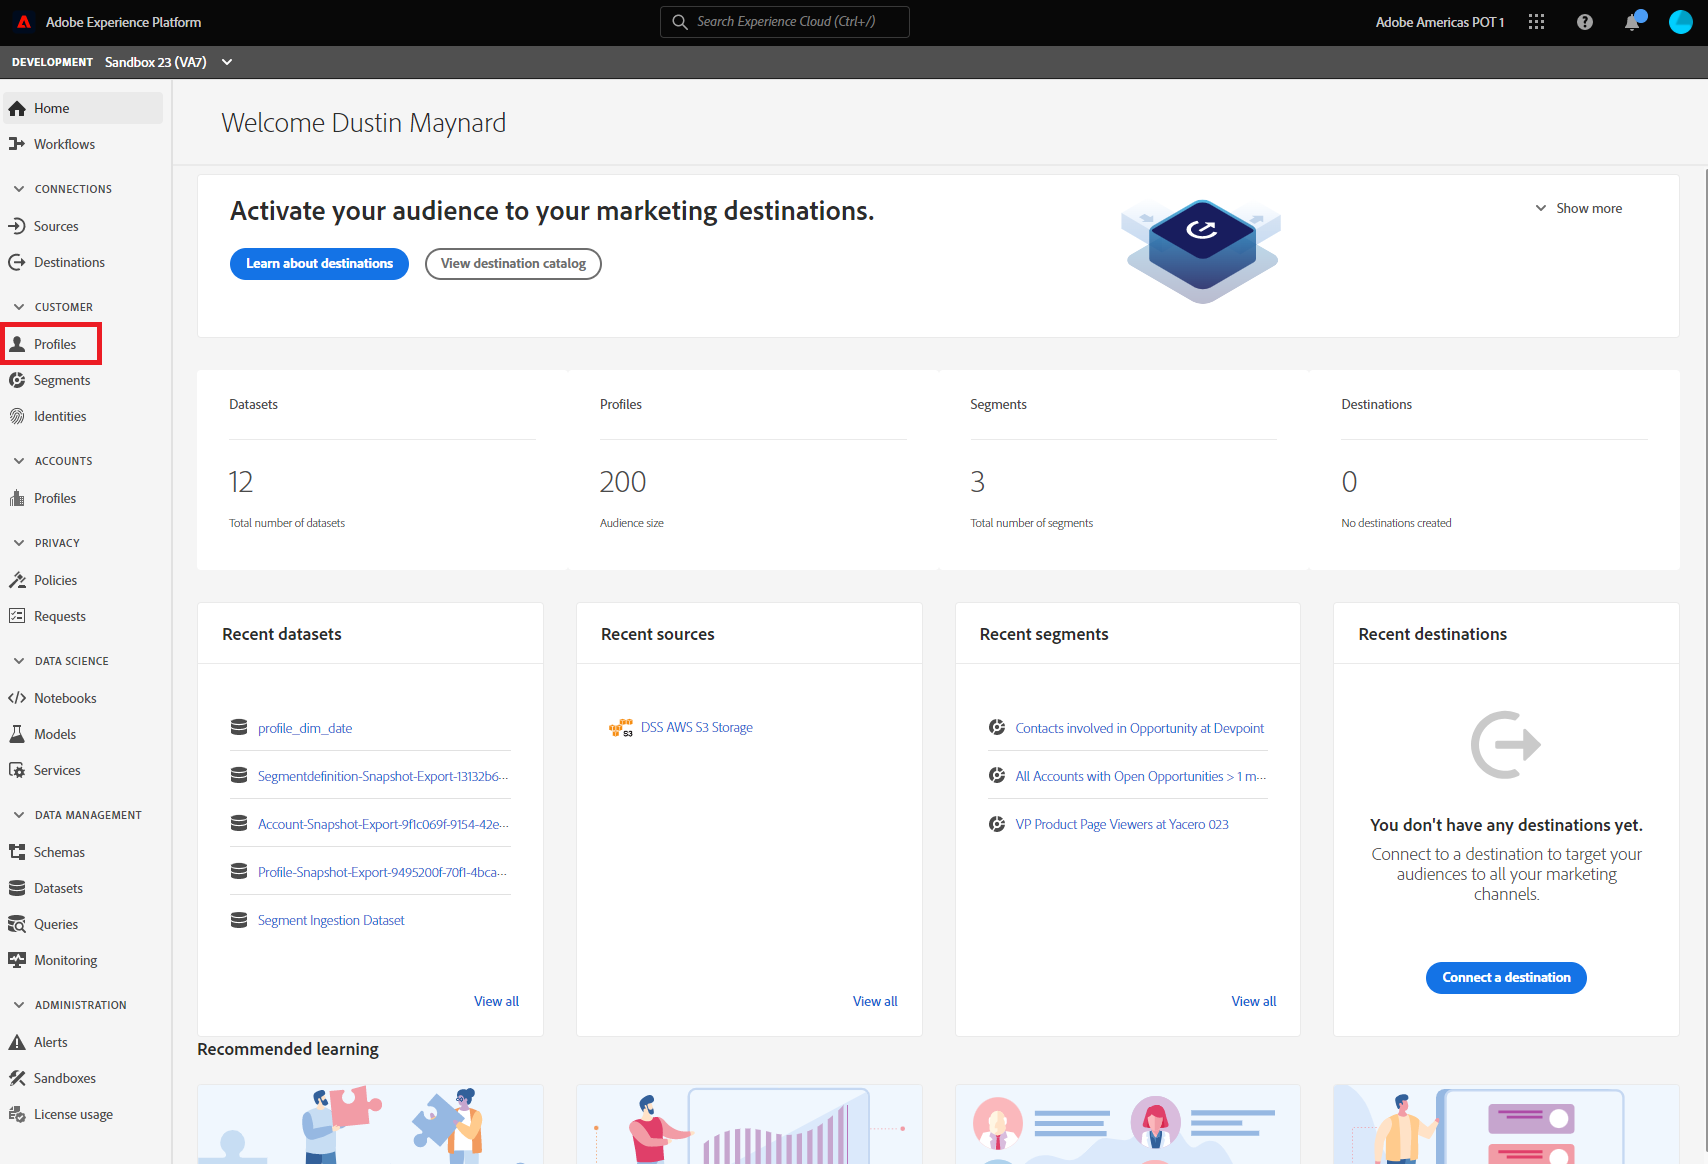 Adobe Experience Platform
Search Experience Cloud (Ctrl+/)
Adobe Americas POT 1
DEVELOPMENT Sandbox 23 (VA7)
Home
Workflows
CONNECTIONS
Sources
Destinations
CUSTOMER
Profiles
Segments
Identities
ACCOUNTS
Profiles
PRIVACY
Policies
Requests
DATA SCIENCE
Notebooks
Models
Services
DATA MANAGEMENT
Schemas
Datasets
Queries
Monitoring
ADMINISTRATION
Alerts
Sandboxes
License usage
Welcome Dustin Maynard
Activate your audience to your marketing destinations.
Learn about destinations
View destination catalog
Show more
Datasets
12
Total number of datasets
Profiles
200
Audience size
Segments
3
Total number of segments
Destinations
0
No destinations created
Recent datasets
profile_dim_date
Segmentdefinition-Snapshot-Export-13132b6-...
Account-Snapshot-Export-9f1c069f-9154-42e...
Profile-Snapshot-Export-9495200f-70f1-4bca-...
Segment Ingestion Dataset
View all
Recent sources
S3 DSS AWS S3 Storage
View all
Recent segments
Contacts involved in Opportunity at Devpoint
All Accounts with Open Opportunities > 1 m...
VP Product Page Viewers at Yacero 023
View all
Recent destinations
You don't have any destinations yet.
Connect to a destination to target your
audiences to all your marketing
channels.
Connect a destination
Recommended learning